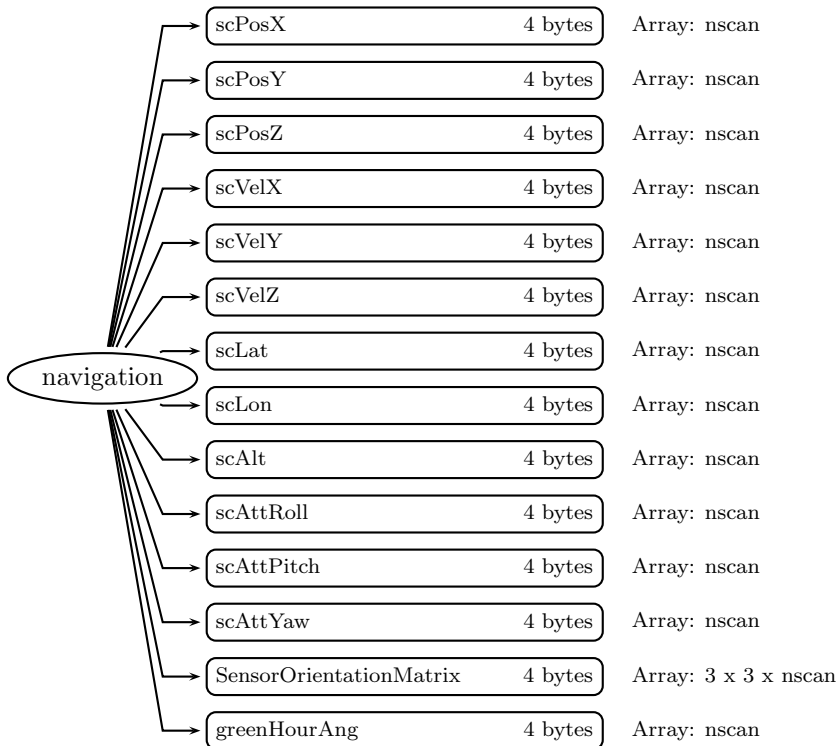 scPosX 4 bytes Array: nscan
scPosY 4 bytes Array: nscan
scPosZ 4 bytes Array: nscan
scVelX 4 bytes Array: nscan
scVelY 4 bytes Array: nscan
scVelZ 4 bytes Array: nscan
scLat 4 bytes Array: nscan
navigation
scLon 4 bytes Array: nscan
scAlt 4 bytes Array: nscan
scAttRoll 4 bytes Array: nscan
scAttPitch 4 bytes Array: nscan
scAttYaw 4 bytes Array: nscan
SensorOrientationMatrix 4 bytes Array: 3 x 3 x nscan
greenHourAng 4 bytes Array: nscan